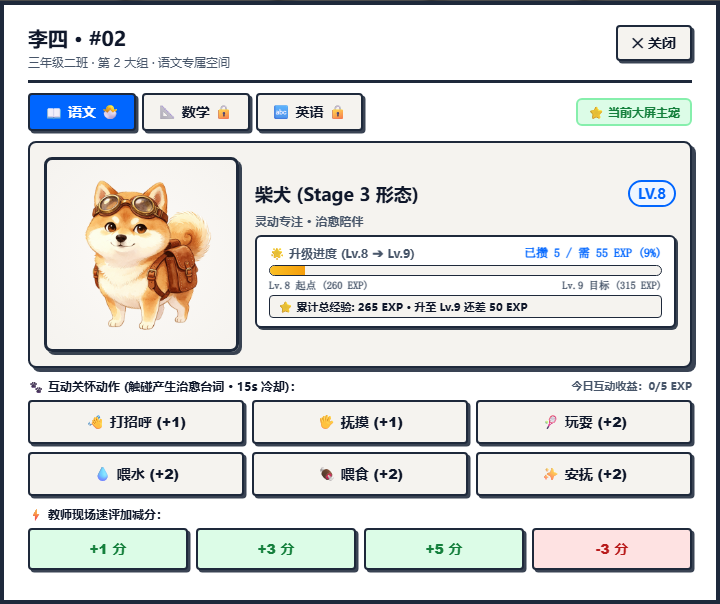 李四 • #02
三年级二班 · 第 2 大组 · 语文专属空间
✕ 关闭
📖 语文 🐣
📐 数学 🔒
🔤 英语 🔒
⭐ 当前大屏主宠
柴犬 (Stage 3 形态)
LV.8
灵动专注 • 治愈陪伴
🌟 升级进度 (Lv.8 ➔ Lv.9)
已攒 5 / 需 55 EXP (9%)
Lv.8 起点 (260 EXP)
Lv.9 目标 (315 EXP)
⭐ 累计总经验: 265 EXP • 升至 Lv.9 还差 50 EXP
🐾 互动关怀动作 (触碰产生治愈台词 • 15s 冷却):
今日互动收益: 0/5 EXP
👋 打招呼 (+1)
🖐 抚摸 (+1)
🎾 玩耍 (+2)
💧 喂水 (+2)
🍖 喂食 (+2)
✨ 安抚 (+2)
⚡ 教师现场速评加减分:
+1 分
+3 分
+5 分
-3 分